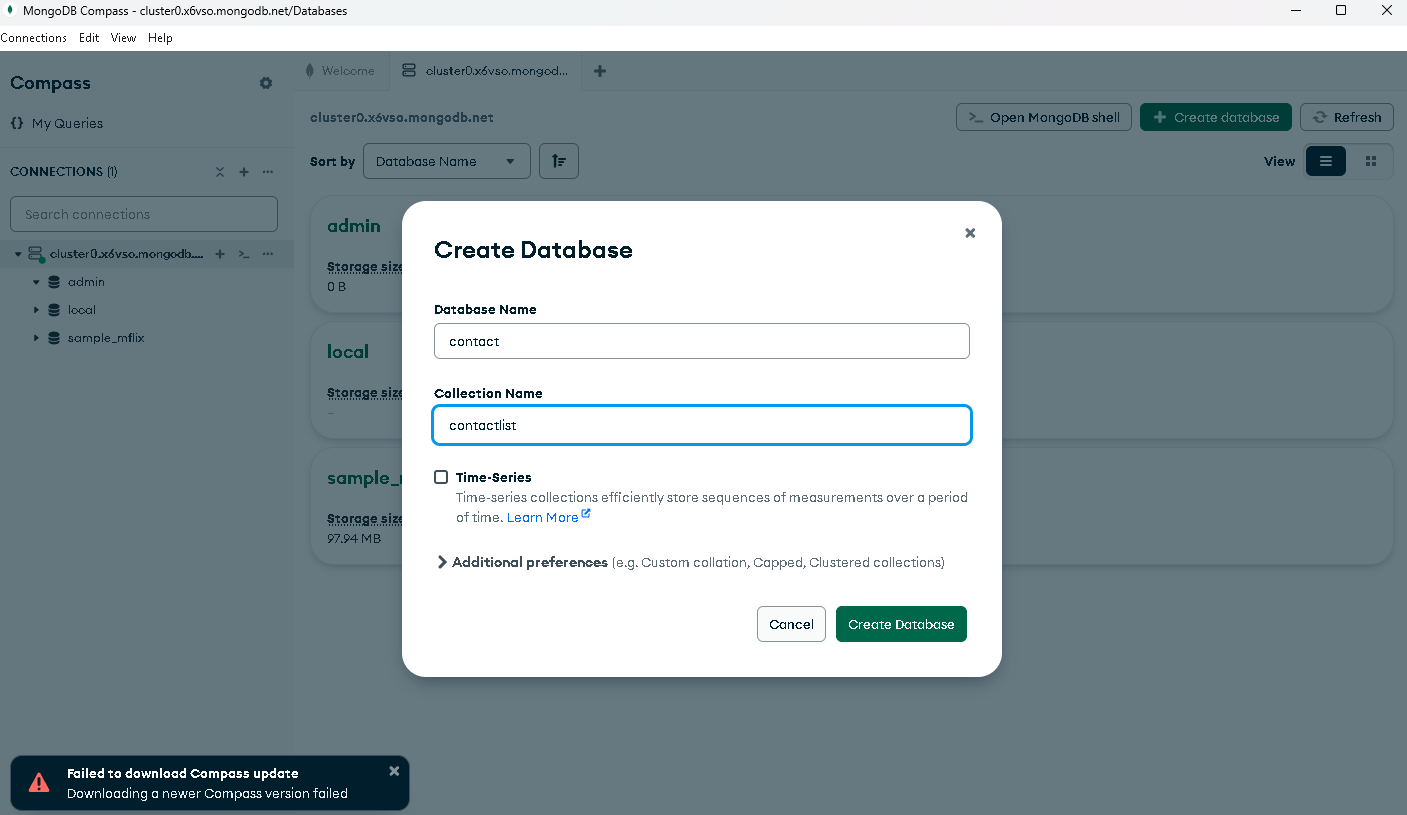 MongoDB Compass - cluster0.x6vso.mongodb.net/Databases
Connections Edit View Help
Compass
My Queries
CONNECTIONS (1)
Search connections
cluster0.x6vso.mongodb....
admin
local
sample_mflix
Welcome
cluster0.x6vso.mongod...
cluster0.x6vso.mongodb.net
Open MongoDB shell
Create database
Refresh
Sort by
Database Name
View
admin
Storage size
0 B
local
Storage size
–
sample_
Storage size
97.94 MB
Create Database
Database Name
contact
Collection Name
contactlist
Time-Series
Time-series collections efficiently store sequences of measurements over a period
of time. Learn More
Additional preferences (e.g. Custom collation, Capped, Clustered collections)
Cancel
Create Database
Failed to download Compass update
Downloading a newer Compass version failed